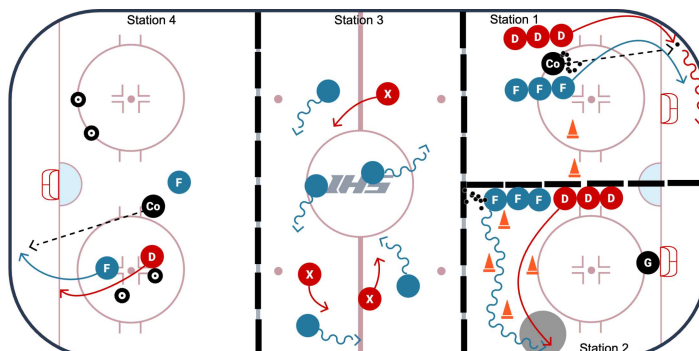 Station 4
Station 3
Station 1
D D D
Co
F F F
X
F
Co
IHS
F F F D D D
F
D
G
X
X
Station 2